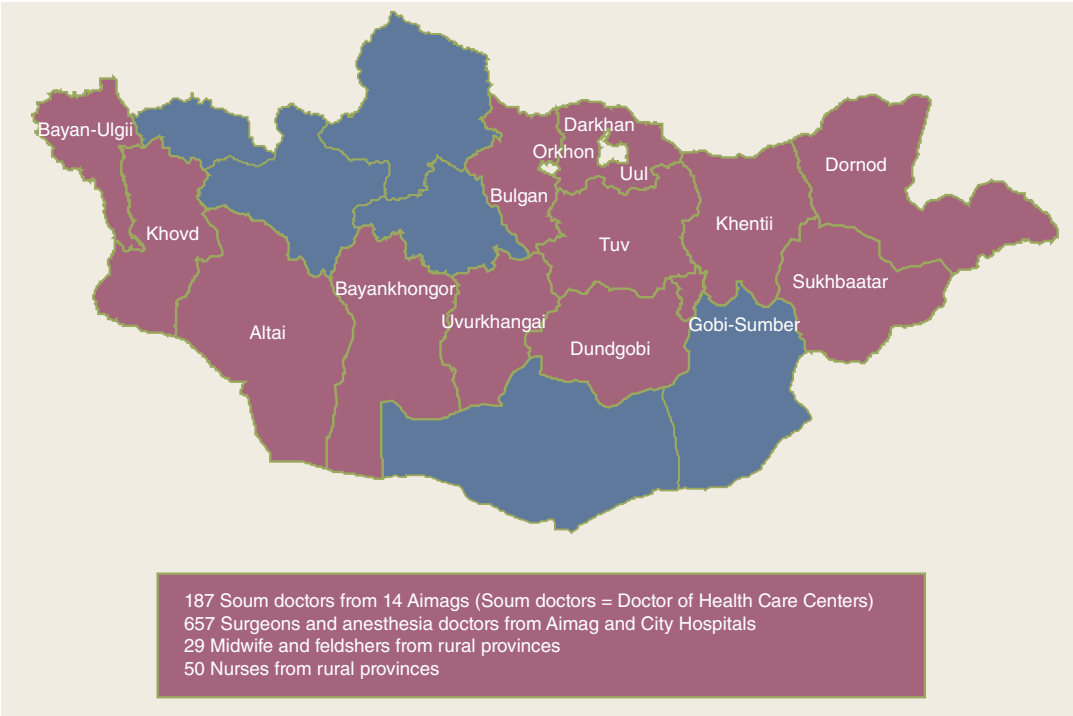 Bayan-Ulgii
Khovd
Altai
Bayankhongor
Uvurkhangai
Bulgan
Orkhon
Darkhan
Uul
Tuv
Dundgobi
Khentii
Gobi-Sumber
Dornod
Sukhbaatar
187 Soum doctors from 14 Aimags (Soum doctors = Doctor of Health Care Centers)
657 Surgeons and anesthesia doctors from Aimag and City Hospitals
29 Midwife and feldshers from rural provinces
50 Nurses from rural provinces